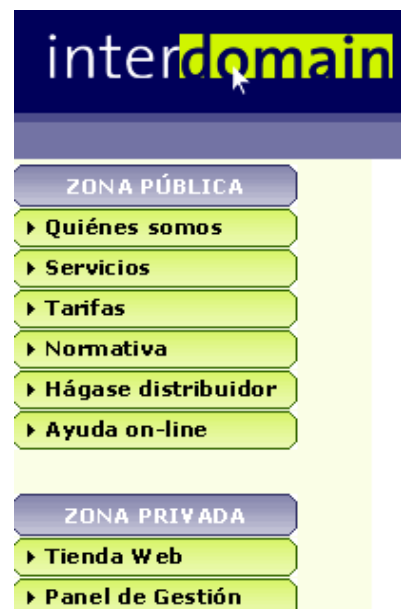 interdomain
ZONA PÚBLICA
Quiénes somos
Servicios
Tarifas
Normativa
Hágase distribuidor
Ayuda on-line
ZONA PRIVADA
Tienda Web
Panel de Gestión